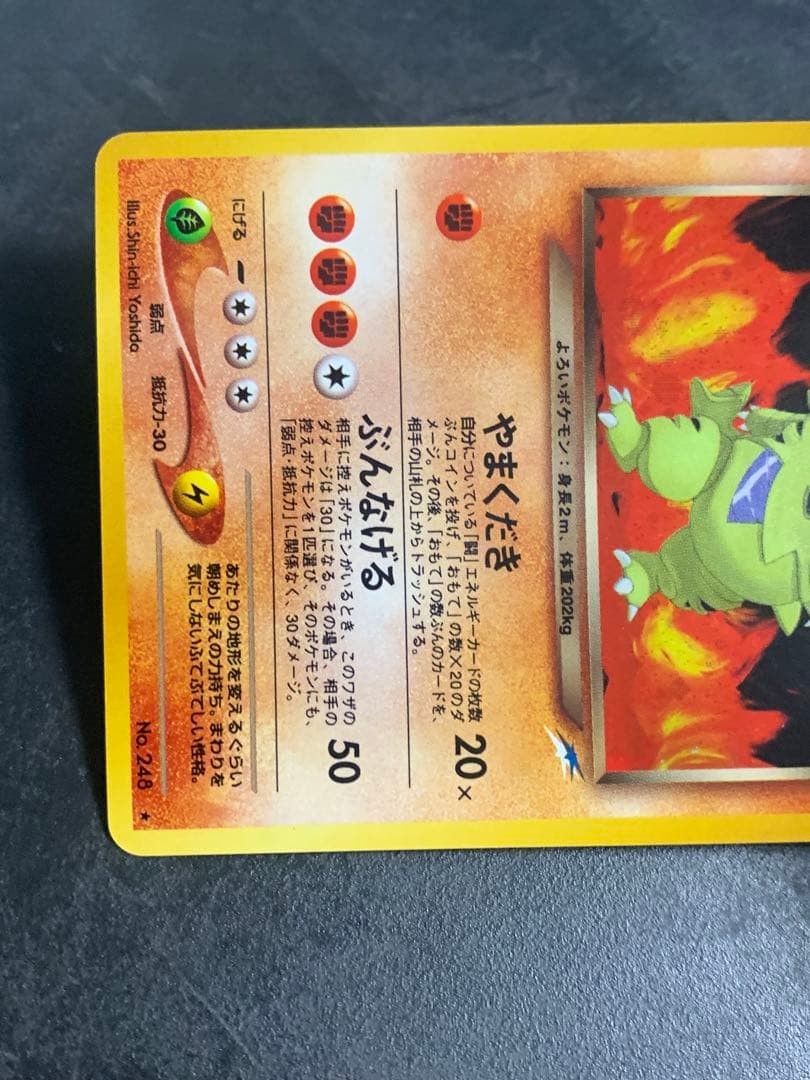 よろいポケモン：身長2m、体重202kg
やまくだき 20×
自分についている「闘」エネルギーカードの枚数
ぶんコインを投げ、「おもて」の数×20のダ
メージ。その後、「おもて」の数ぶんのカードを、
相手の山札の上からトラッシュする。
ぶんなげる 50
相手に控えポケモンがいるとき、このワザの
ダメージは「30」になる。その場合、相手の
控えポケモンを1匹選び、そのポケモンにも、
「弱点・抵抗力」に関係なく、30ダメージ。
にげる
弱点
抵抗力-30
Illus.Shin-ichi Yoshida
あたりの地形を変えるぐらい
朝めしまえの力持ち。まわりを
気にしないふてぶてしい性格。
No. 248 ★